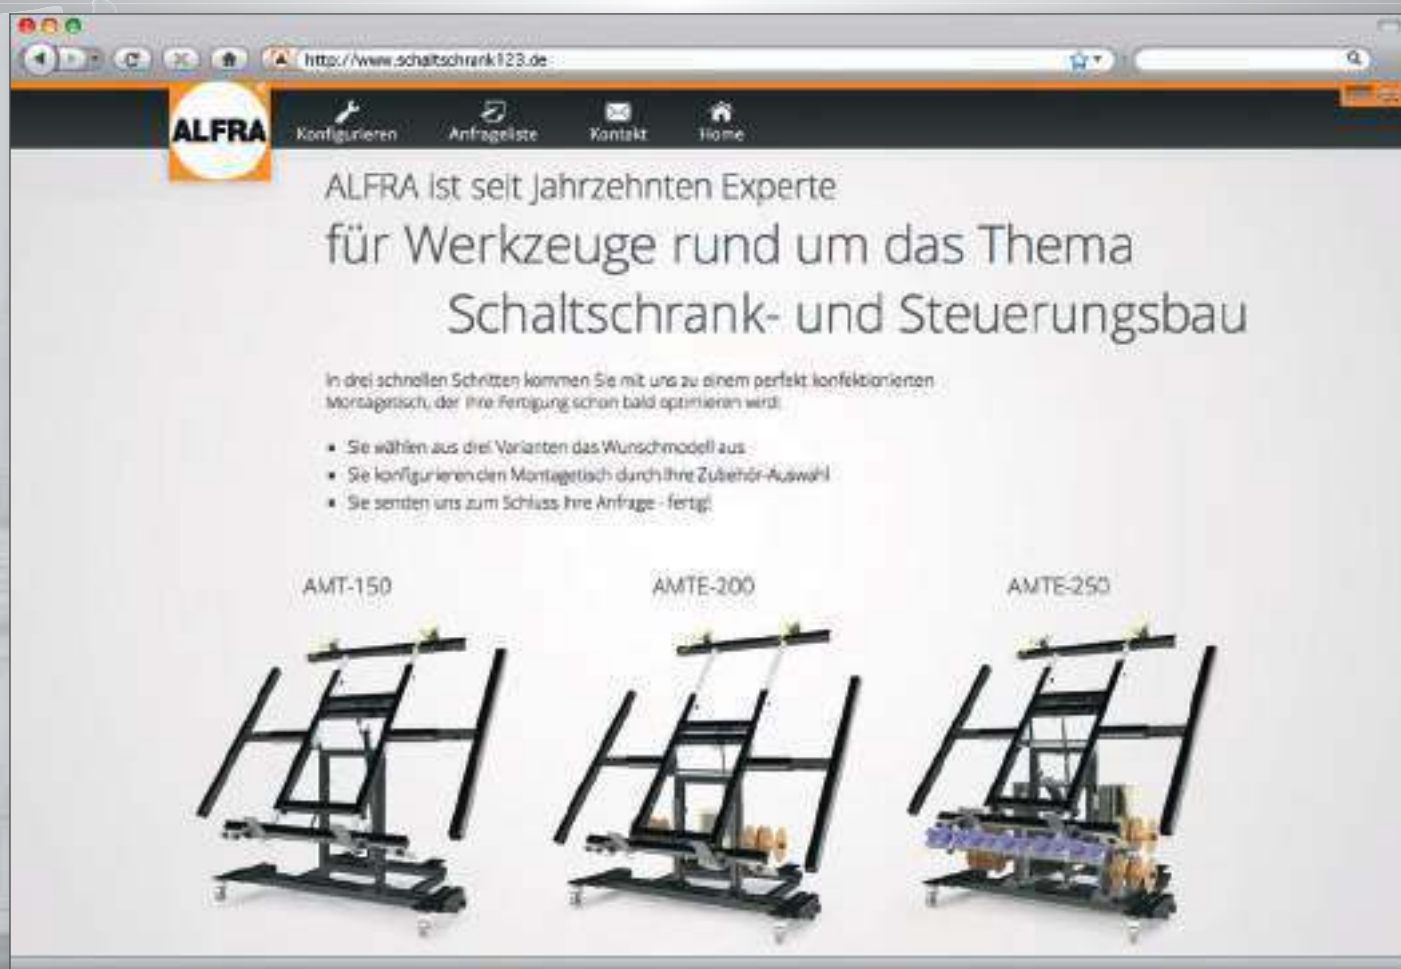 http://www.schaltschrank123.de
ALFRA
Konfigurieren Anfrageliste Kontakt Home
ALFRA ist seit Jahrzehnten Experte
für Werkzeuge rund um das Thema
Schaltschrank- und Steuerungsbau
In drei schnellen Schritten kommen Sie mit uns zu einem perfekt konfektionierten
Montagetisch, der Ihre Fertigung schon bald optimieren wird:
▪ Sie wählen aus drei Varianten das Wunschmodell aus
▪ Sie konfigurieren den Montagetisch durch Ihre Zubehör-Auswahl
▪ Sie senden uns zum Schluss Ihre Anfrage - fertig!
AMT-150 AMTE-200 AMTE-250